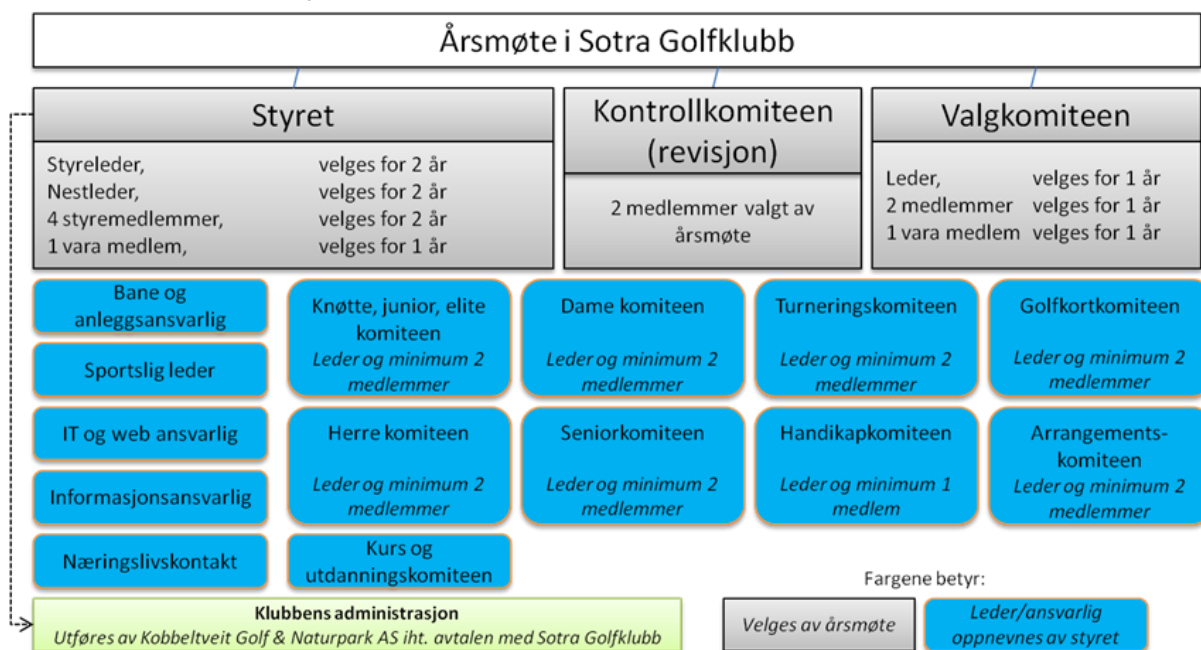 Årsmøte i Sotra Golfklubb
Styret
Styreleder, velges for 2 år
Nestleder, velges for 2 år
4 styremedlemmer, velges for 2 år
1 vara medlem, velges for 1 år
Kontrollkomiteen
(revisjon)
2 medlemmer valgt av
årsmøte
Valgkomiteen
Leder, velges for 1 år
2 medlemmer velges for 1 år
1 vara medlem velges for 1 år
Bane og
anleggsansvarlig
Sportslig leder
IT og web ansvarlig
Informasjonsansvarlig
Næringslivskontakt
Knøtte, junior, elite
komiteen
Leder og minimum 2
medlemmer
Dame komiteen
Leder og minimum 2
medlemmer
Turneringskomiteen
Leder og minimum 2
medlemmer
Golfkortkomiteen
Leder og minimum 2
medlemmer
Herre komiteen
Leder og minimum 2
medlemmer
Seniorkomiteen
Leder og minimum 2
medlemmer
Handikapkomiteen
Leder og minimum 1
medlem
Arrangements-
komiteen
Leder og minimum 2
medlemmer
Kurs og
utdanningskomiteen
Klubbens administrasjon
Utføres av Kobbeltveit Golf & Naturpark AS iht. avtalen med Sotra Golfklubb
Fargene betyr:
Velges av årsmøte
Leder/ansvarlig
oppnevnes av styret